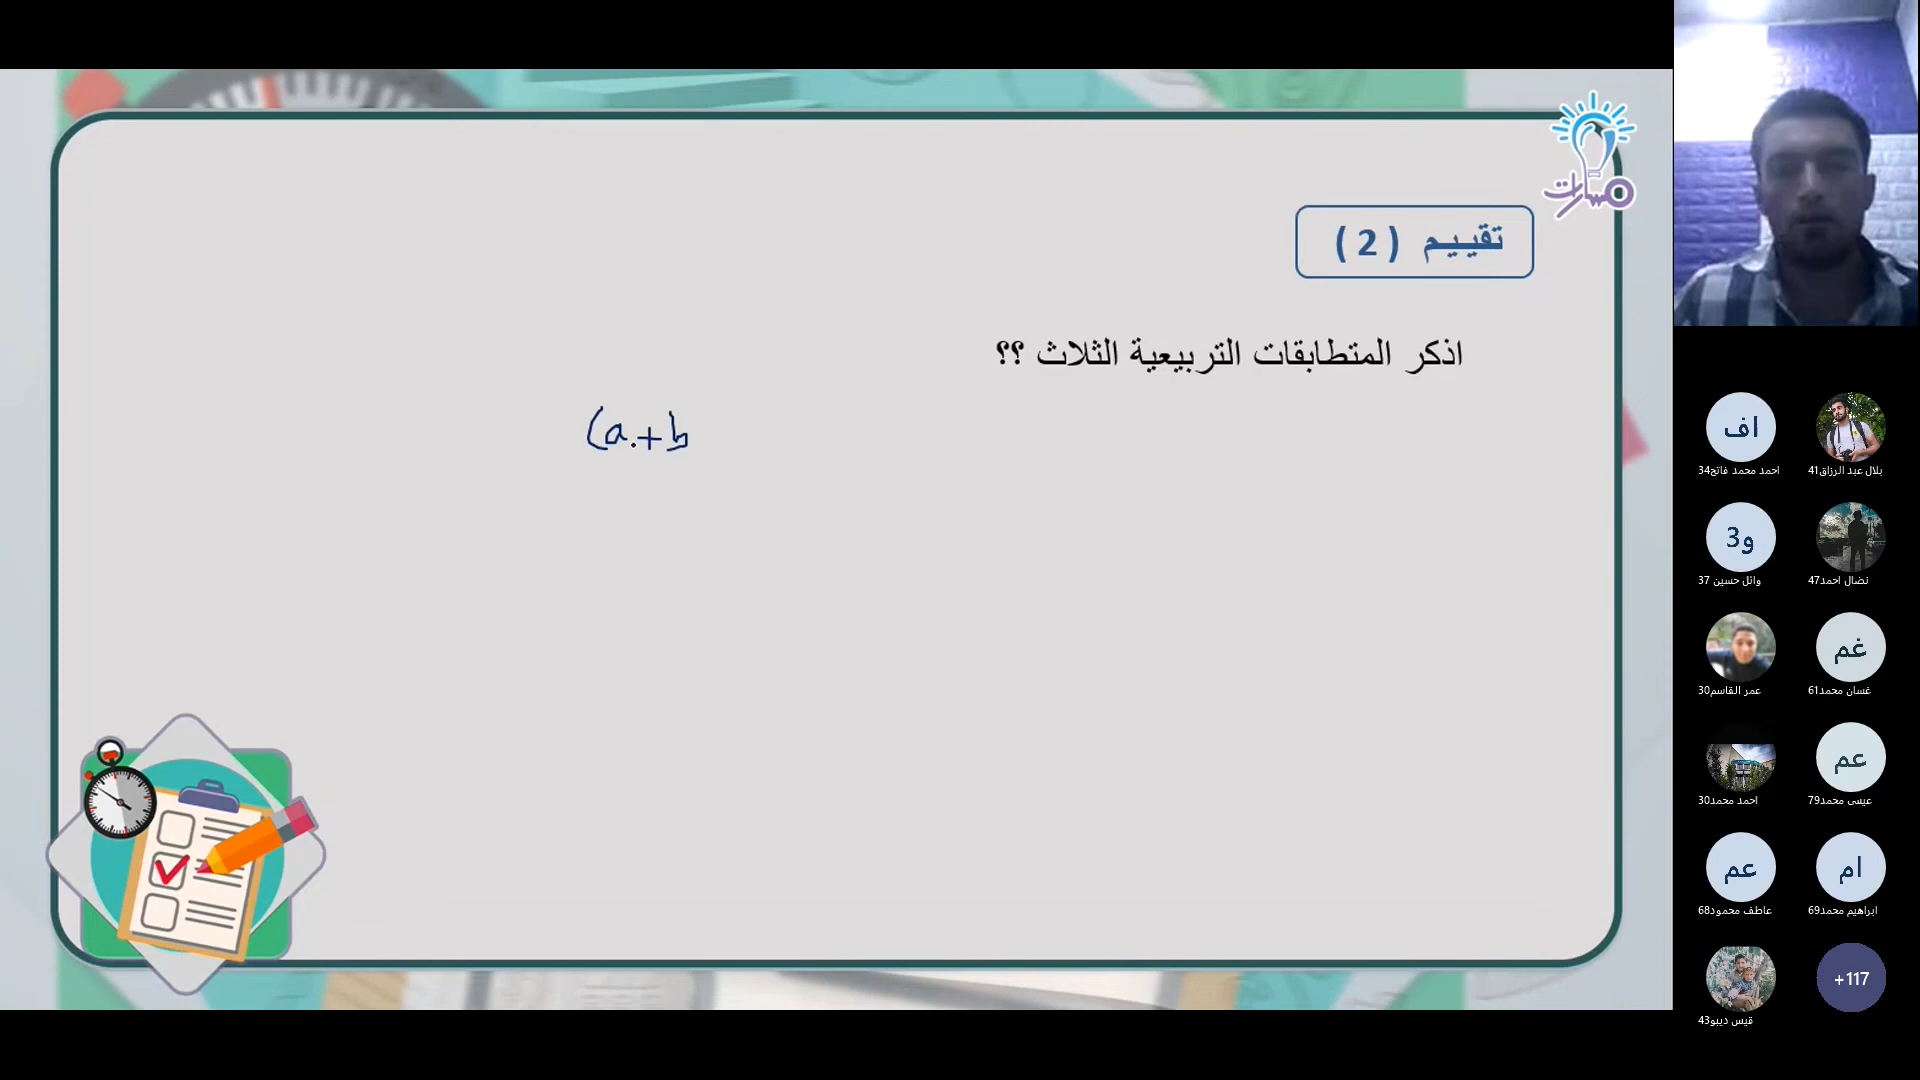 مسارات
تقييم ( 2 )
اذكر المتطابقات التربيعية الثلاث ؟؟
(a.+b
اف
احمد محمد فاتح34
بلال عبد الرزاق41
و3
وائل حسين 37
نضال احمد47
عمر القاسم30
غم
غسان محمد61
احمد محمد30
عم
عيسى محمد79
عم
عاطف محمود68
ام
ابراهيم محمد69
قيس ديبو43
+117